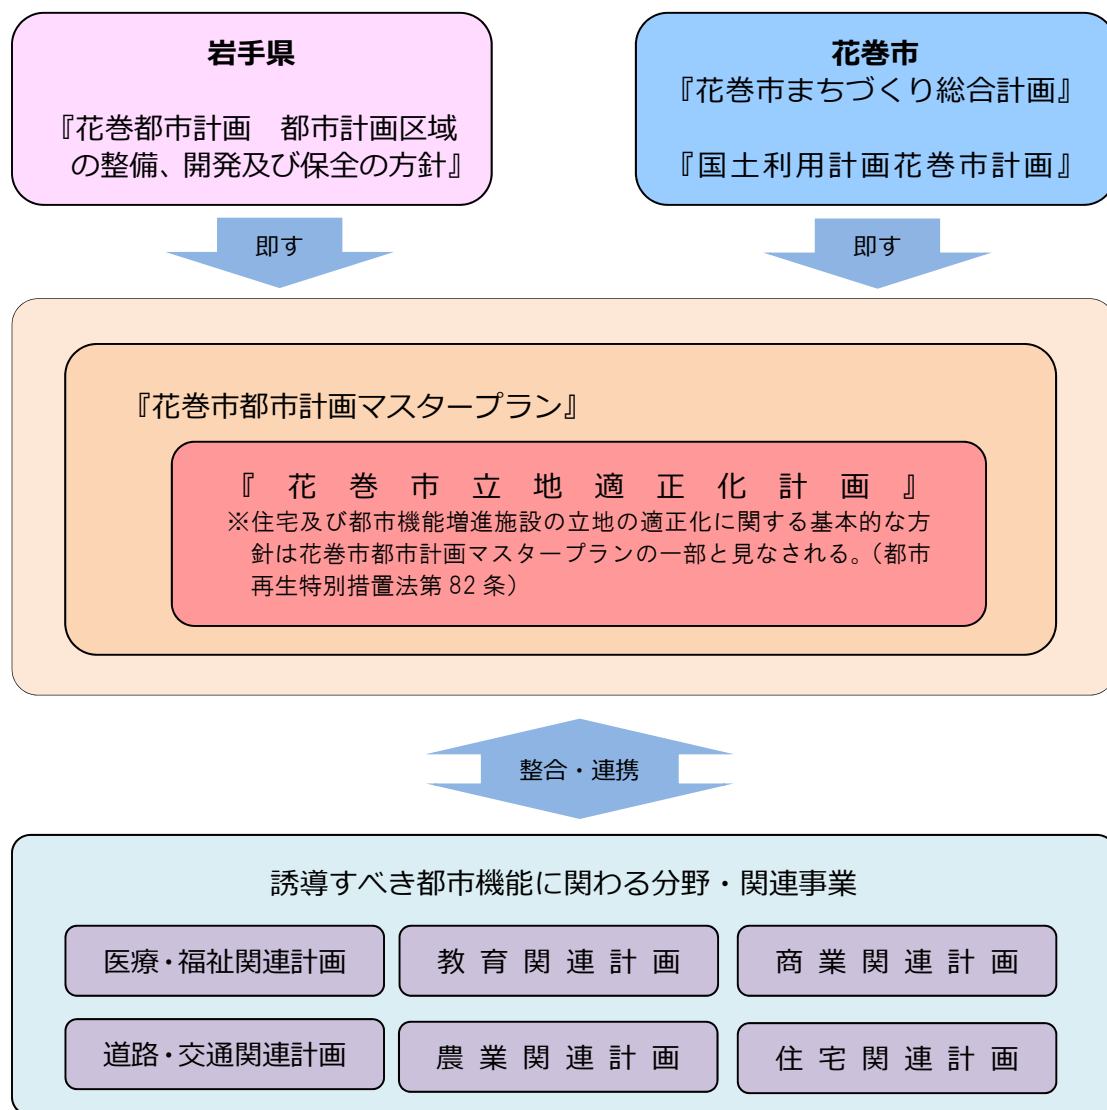 岩手県
『花巻都市計画　都市計画区域
の整備、開発及び保全の方針』
花巻市
『花巻市まちづくり総合計画』
『国土利用計画花巻市計画』
即す
即す
『花巻市都市計画マスタープラン』
『花巻市立地適正化計画』
※住宅及び都市機能増進施設の立地の適正化に関する基本的な方
針は花巻市都市計画マスタープランの一部と見なされる。（都市
再生特別措置法第 82 条）
整合・連携
誘導すべき都市機能に関わる分野・関連事業
医療・福祉関連計画
教育関連計画
商業関連計画
道路・交通関連計画
農業関連計画
住宅関連計画